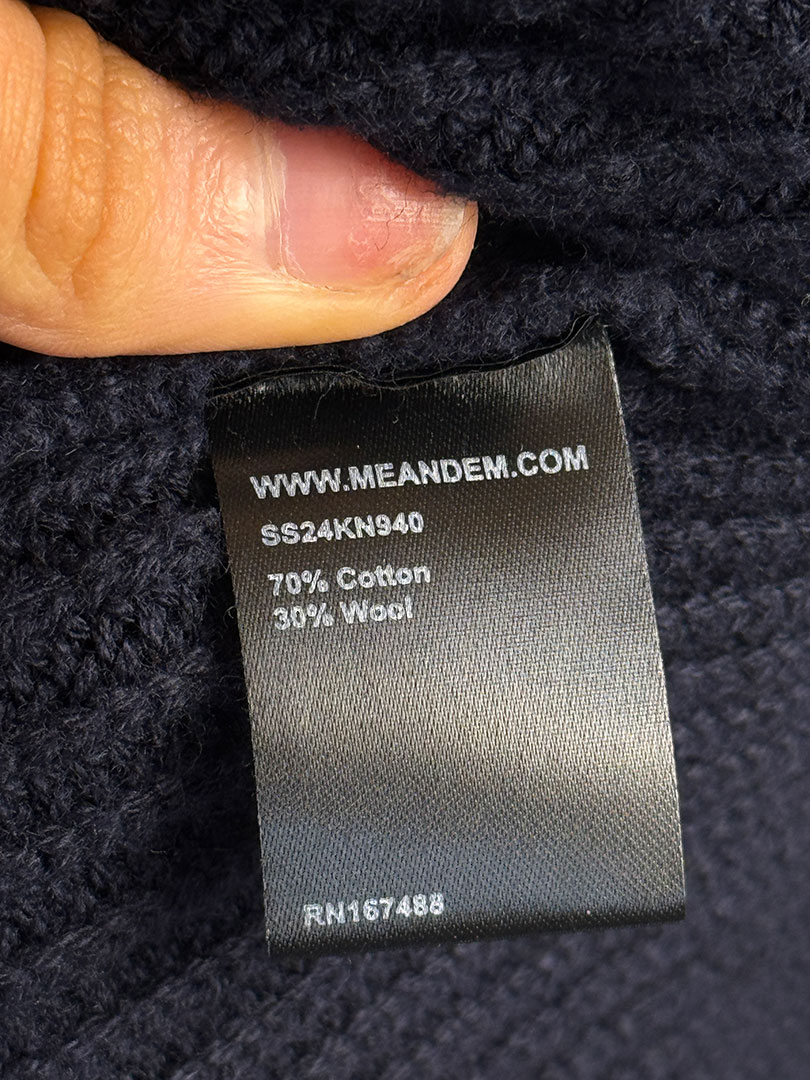 WWW.MEANDEM.COM
SS24KN940
70% Cotton
30% Wool
RN167488